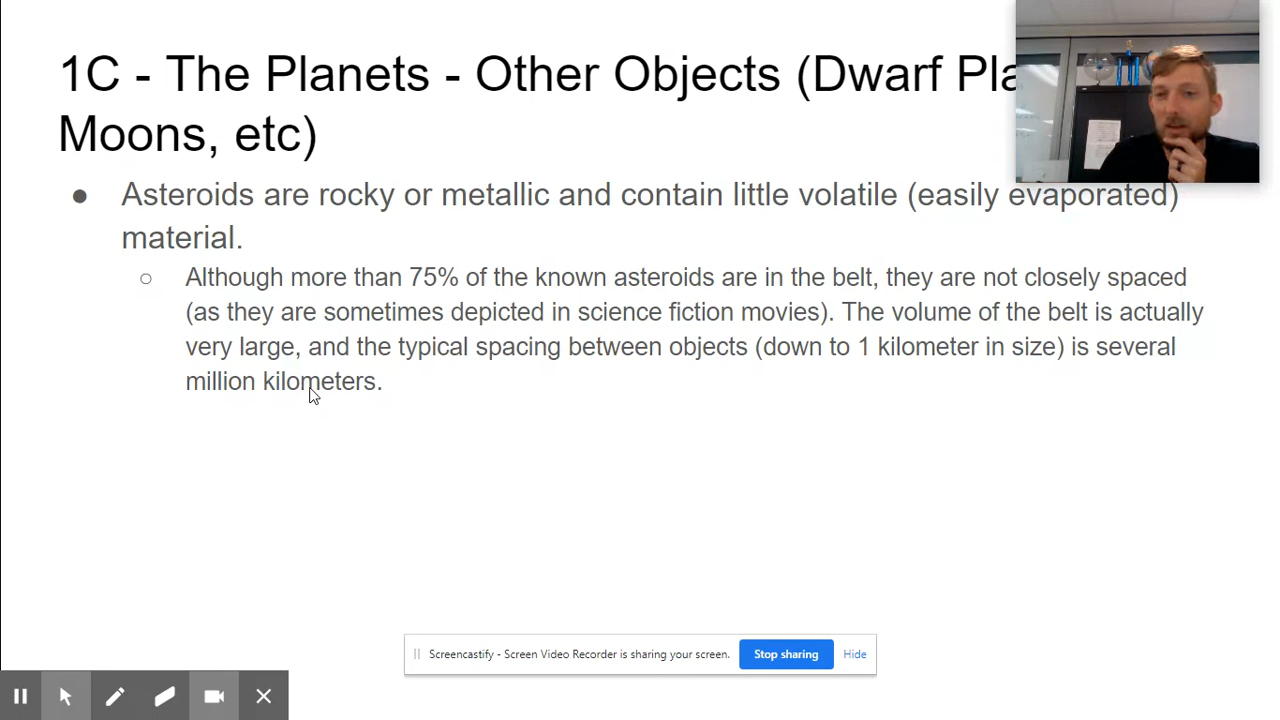 1C - The Planets - Other Objects (Dwarf
Moons, etc)
● Asteroids are rocky or metallic and contain little volatile (easily evaporated)
material.
○ Although more than 75% of the known asteroids are in the belt, they are not closely spaced
(as they are sometimes depicted in science fiction movies). The volume of the belt is actually
very large, and the typical spacing between objects (down to 1 kilometer in size) is several
million kilometers.
Screencastify - Screen Video Recorder is sharing your screen. Stop sharing Hide